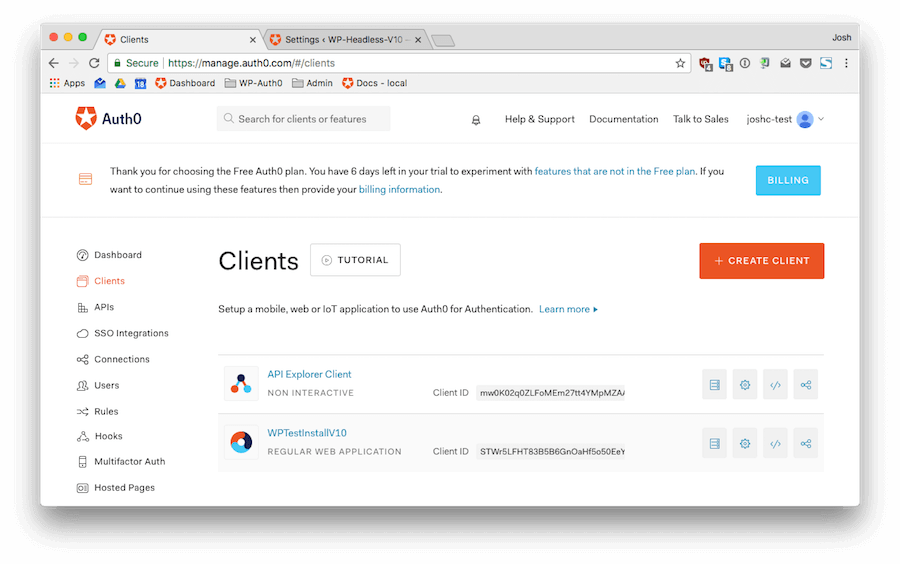 Clients
Settings ‹ WP-Headless-V10 –
Josh
Secure | https://manage.auth0.com/#/clients
Apps
18
Dashboard
WP-Auth0
Admin
Docs - local
Auth0
Search for clients or features
Help & Support
Documentation
Talk to Sales
joshc-test
Thank you for choosing the Free Auth0 plan. You have 6 days left in your trial to experiment with features that are not in the Free plan. If you
want to continue using these features then provide your billing information.
BILLING
Dashboard
Clients
APIs
SSO Integrations
Connections
Users
Rules
Hooks
Multifactor Auth
Hosted Pages
Clients
TUTORIAL
+ CREATE CLIENT
Setup a mobile, web or IoT application to use Auth0 for Authentication. Learn more
API Explorer Client
NON INTERACTIVE
Client ID
mw0K02q0ZLFoMEm27tt4YMpMZA
WPTestInstallV10
REGULAR WEB APPLICATION
Client ID
STWr5LFHT83B5B6GnOaHf5o50Ee